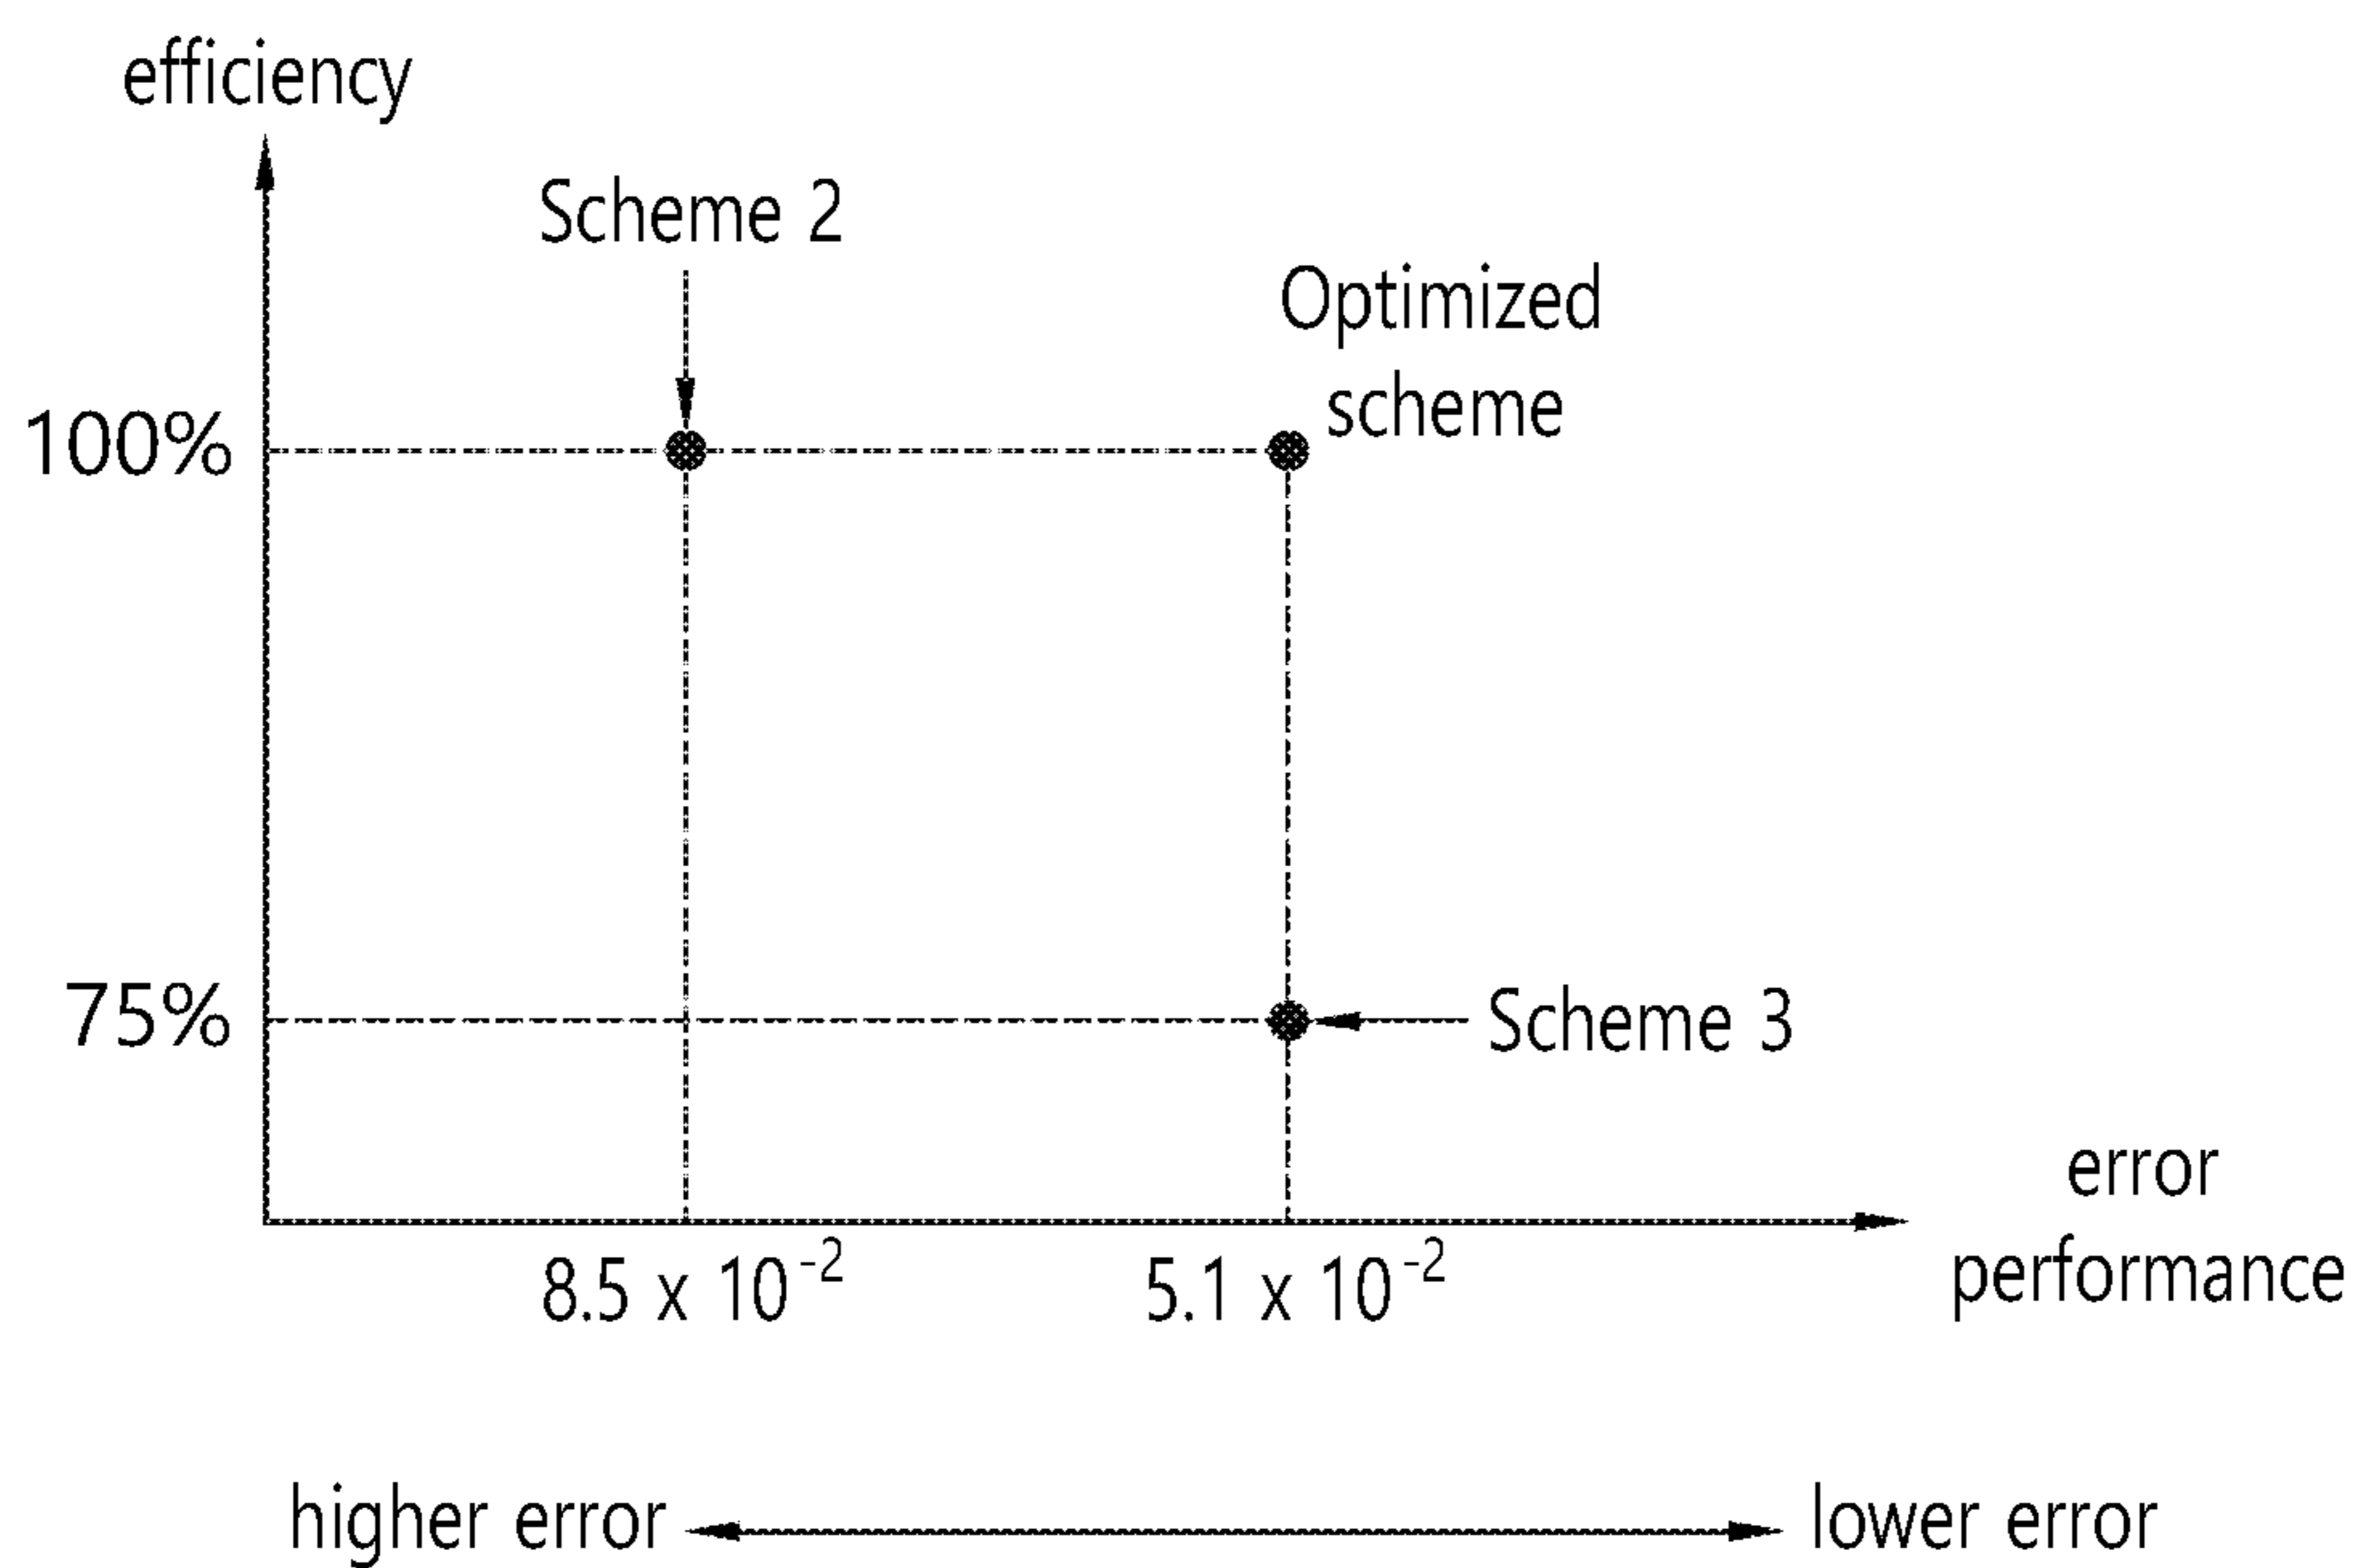 efficiency
Scheme 2
Optimized
scheme
100%
75%
Scheme 3
error
performance
8.5 x 10⁻²
5.1 x 10⁻²
higher error
lower error